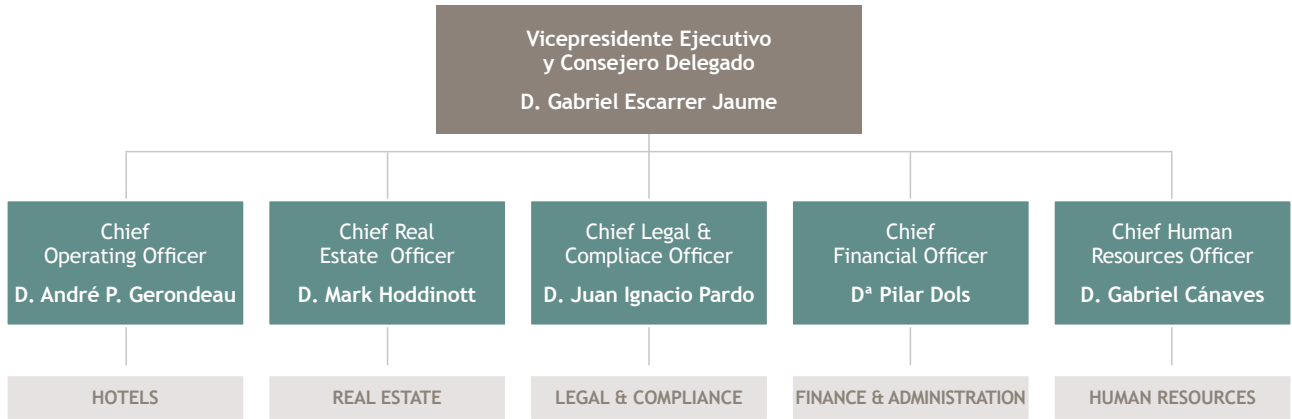 Vicepresidente Ejecutivo
y Consejero Delegado
D. Gabriel Escarrer Jaume
Chief
Operating Officer
D. André P. Gerondeau
Chief Real
Estate Officer
D. Mark Hoddinott
Chief Legal &
Compliace Officer
D. Juan Ignacio Pardo
Chief
Financial Officer
Dª Pilar Dols
Chief Human
Resources Officer
D. Gabriel Cánaves
HOTELS
REAL ESTATE
LEGAL & COMPLIANCE
FINANCE & ADMINISTRATION
HUMAN RESOURCES